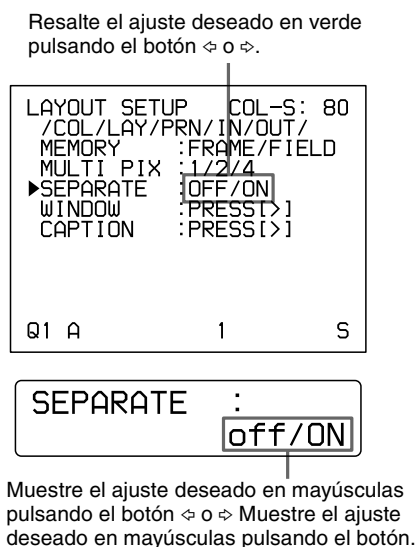 Resalte el ajuste deseado en verde
pulsando el botón ⇦ o ⇨.
LAYOUT SETUP COL-S: 80
/COL/LAY/PRN/IN/OUT/
MEMORY :FRAME/FIELD
MULTI PIX :1/2/4
▶SEPARATE :OFF/ON
WINDOW :PRESS[>]
CAPTION :PRESS[>]
Q1 A 1 S
SEPARATE :
off/ON
Muestre el ajuste deseado en mayúsculas
pulsando el botón ⇦ o ⇨ Muestre el ajuste
deseado en mayúsculas pulsando el botón.